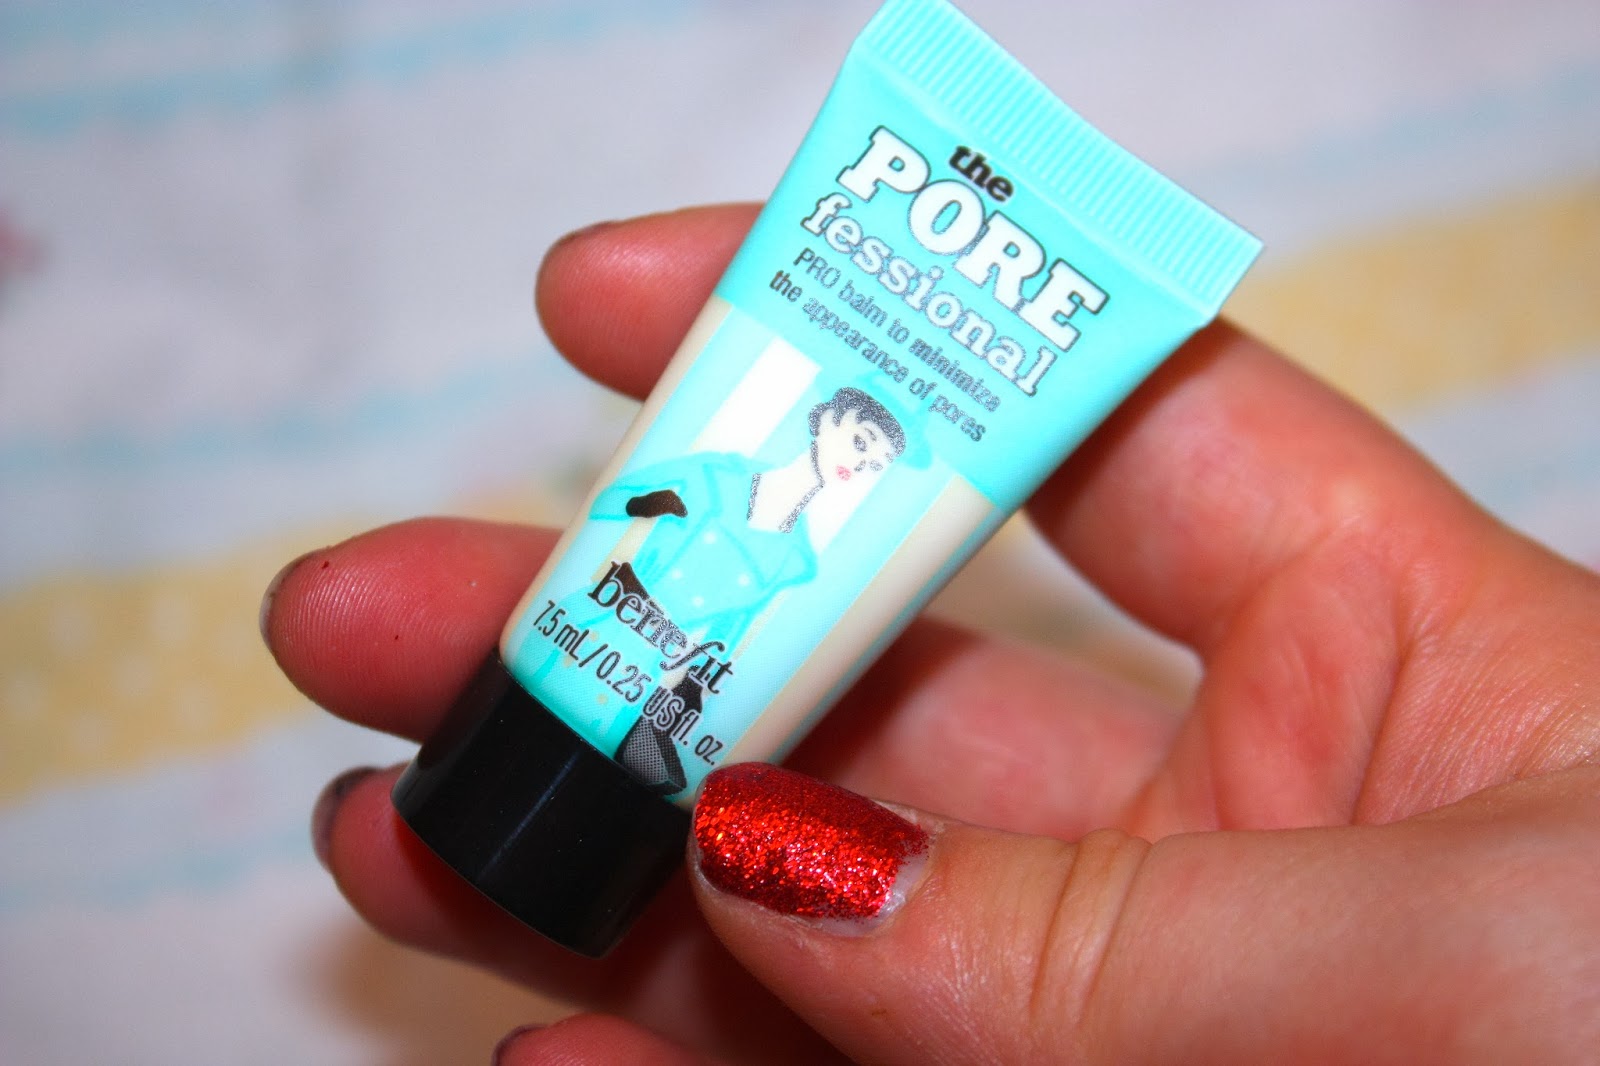 the
PORE
fessional
PRO balm to minimize
the appearance of pores
benefit
7.5 mL/0.25 US fl. oz.